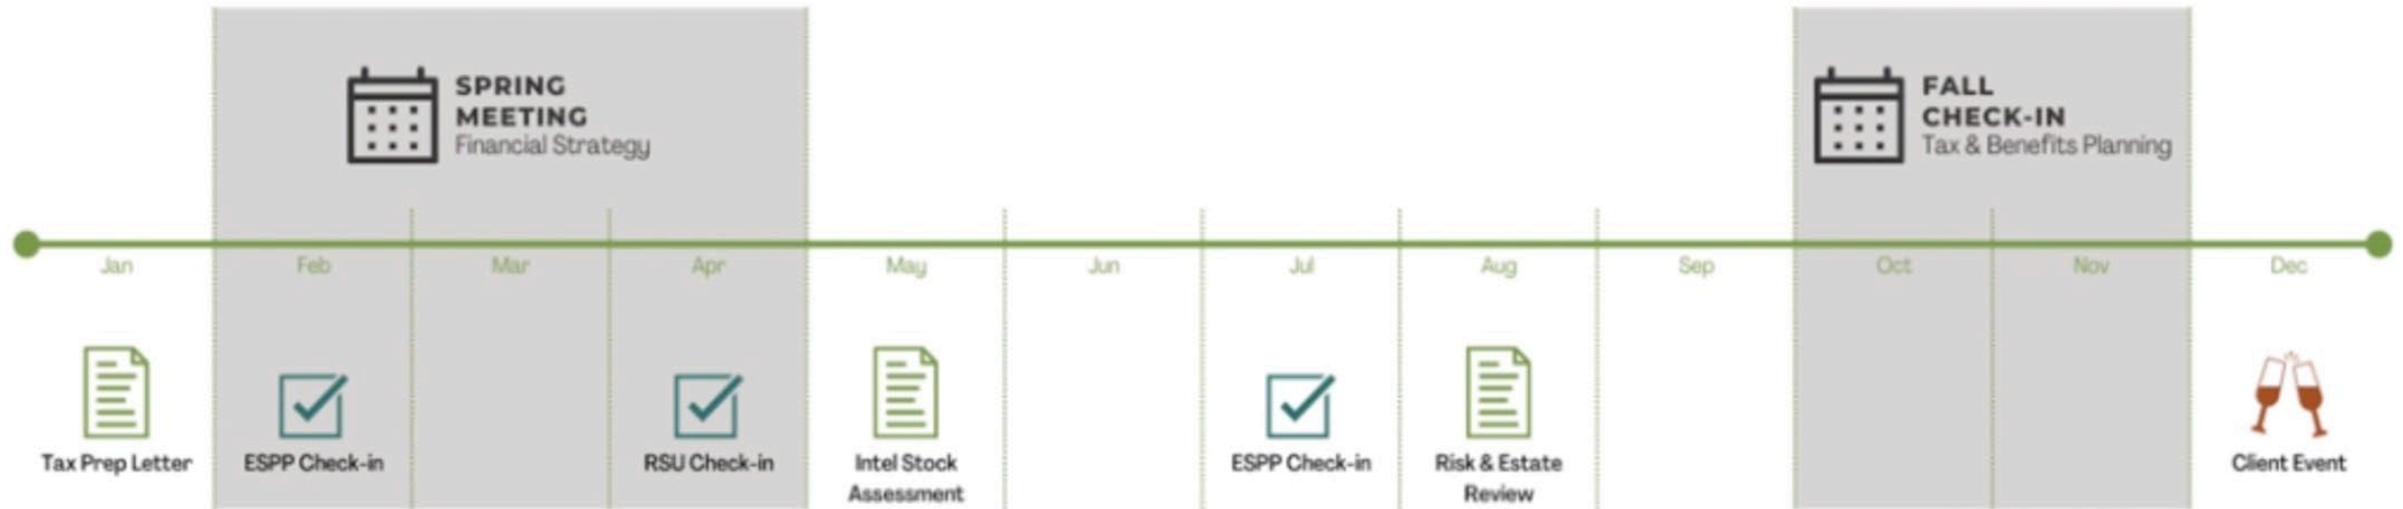 SPRING
MEETING
Financial Strategy
FALL
CHECK-IN
Tax & Benefits Planning
Jan
Feb
Mar
Apr
May
Jun
Jul
Aug
Sep
Oct
Nov
Dec
Tax Prep Letter
ESPP Check-in
RSU Check-in
Intel Stock
Assessment
ESPP Check-in
Risk & Estate
Review
Client Event